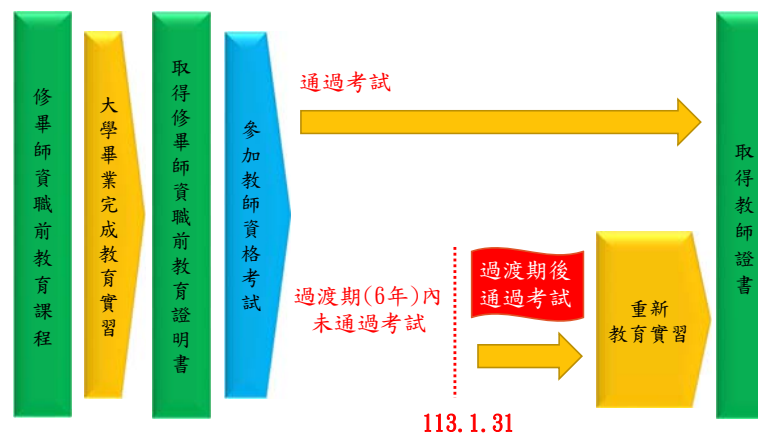 修畢師資職前教育課程
大學畢業完成教育實習
取得修畢師資職前教育證明書
參加教師資格考試
通過考試
過渡期(6年)內
未通過考試
過渡期後
通過考試
113.1.31
重新
教育實習
取得教師證書